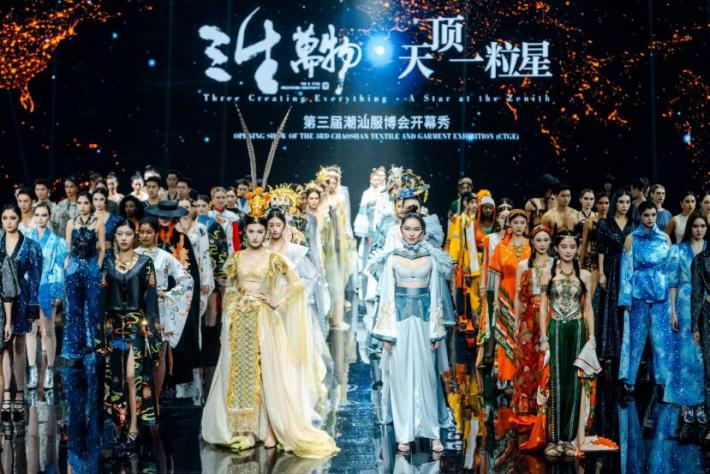 三生萬物·天顶一粒星
Three Creating Everything - A Star at the Zenith
第三届潮汕服博会开幕秀
OPENING SHOW OF THE 3RD CHAOSHAN TEXTILE AND GARMENT EXHIBITION (CTGE)